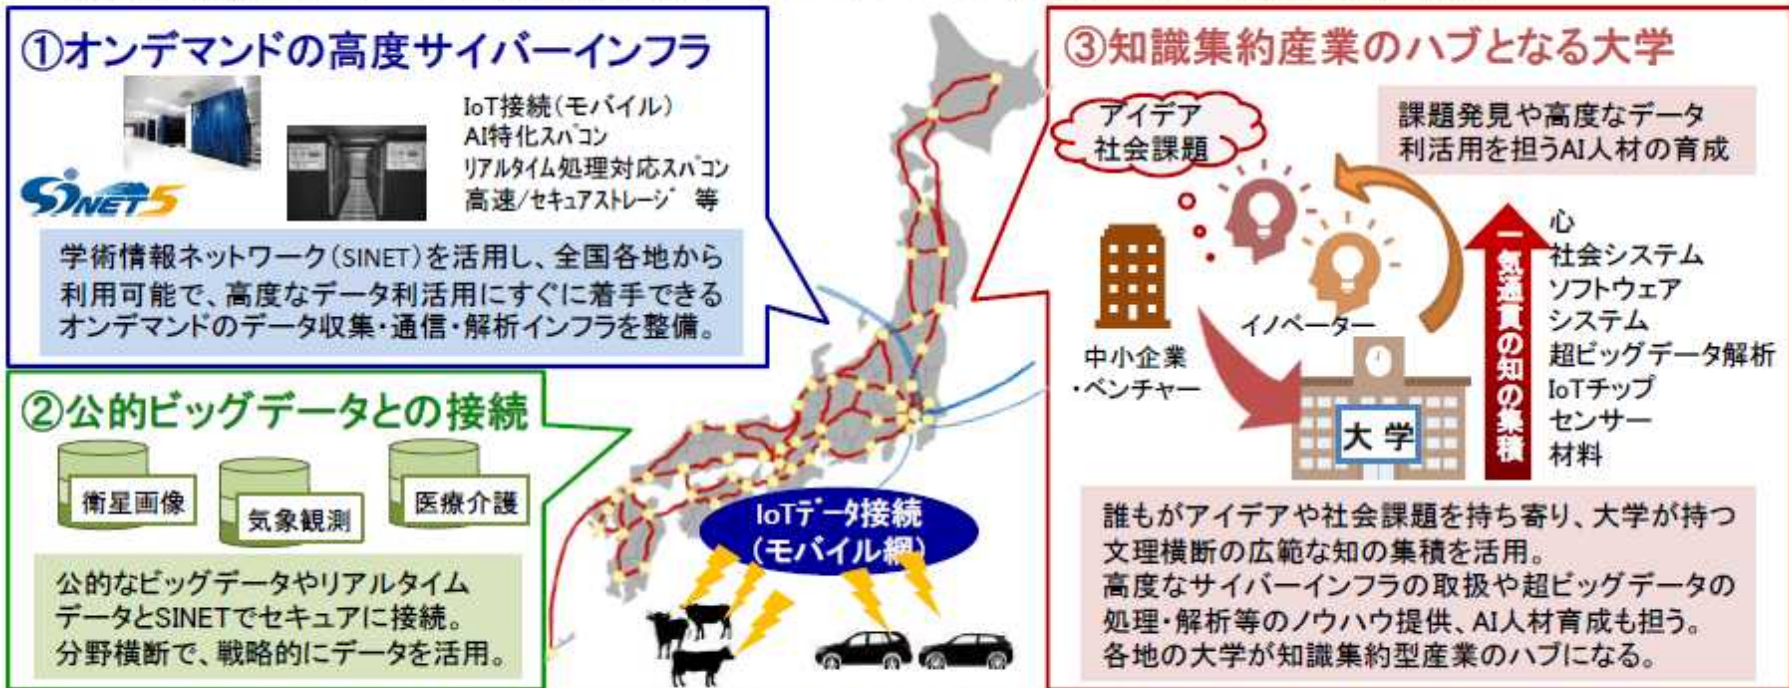 ①オンデマンドの高度サイバーインフラ
IoT接続(モバイル)
AI特化ｽﾊﾟｺﾝ
ﾘｱﾙﾀｲﾑ処理対応ｽﾊﾟｺﾝ
高速/ｾｷｭｱｽﾄﾚｰｼﾞ 等
SINET5
学術情報ネットワーク(SINET)を活用し、全国各地から
利用可能で、高度なデータ利活用にすぐに着手できる
オンデマンドのデータ収集・通信・解析インフラを整備。
②公的ビッグデータとの接続
衛星画像
気象観測
医療介護
公的なビッグデータやリアルタイム
データとSINETでセキュアに接続。
分野横断で、戦略的にデータを活用。
IoTﾃﾞｰﾀ接続
(モバイル網)
③知識集約産業のハブとなる大学
アイデア
社会課題
課題発見や高度なデータ
利活用を担うAI人材の育成
イノベーター
中小企業
・ベンチャー
大学
一気通貫の知の集積
心
社会システム
ソフトウェア
システム
超ビッグデータ解析
IoTチップ
センサー
材料
誰もがアイデアや社会課題を持ち寄り、大学が持つ
文理横断の広範な知の集積を活用。
高度なサイバーインフラの取扱や超ビッグデータの
処理・解析等のノウハウ提供、AI人材育成も担う。
各地の大学が知識集約型産業のハブになる。